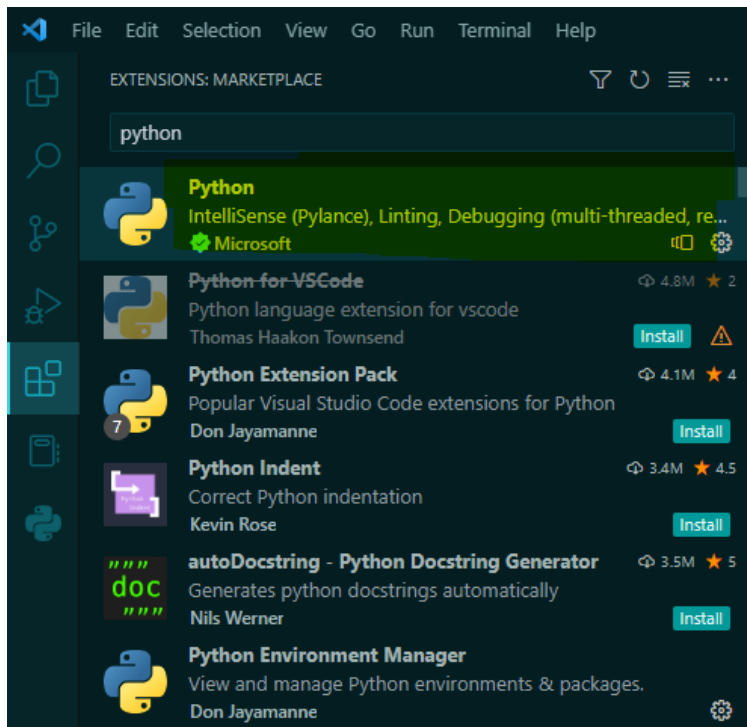 File Edit Selection View Go Run Terminal Help
EXTENSIONS: MARKETPLACE
python
Python
IntelliSense (Pylance), Linting, Debugging (multi-threaded, re...
Microsoft
Python for VSCode 4.8M 2
Python language extension for vscode
Thomas Haakon Townsend Install
Python Extension Pack 4.1M 4
Popular Visual Studio Code extensions for Python
7 Don Jayamanne Install
Python Indent 3.4M 4.5
Correct Python indentation
Kevin Rose Install
autoDocstring - Python Docstring Generator 3.5M 5
""" doc """
Generates python docstrings automatically
Nils Werner Install
Python Environment Manager
View and manage Python environments & packages.
Don Jayamanne